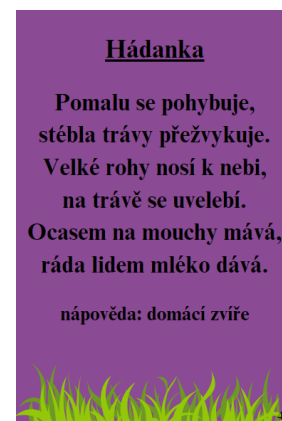 Hádanka
Pomalu se pohybuje,
stébla trávy přežvykuje.
Velké rohy nosí k nebi,
na trávě se uvelebí.
Ocasem na mouchy mává,
ráda lidem mléko dává.
nápověda: domácí zvíře